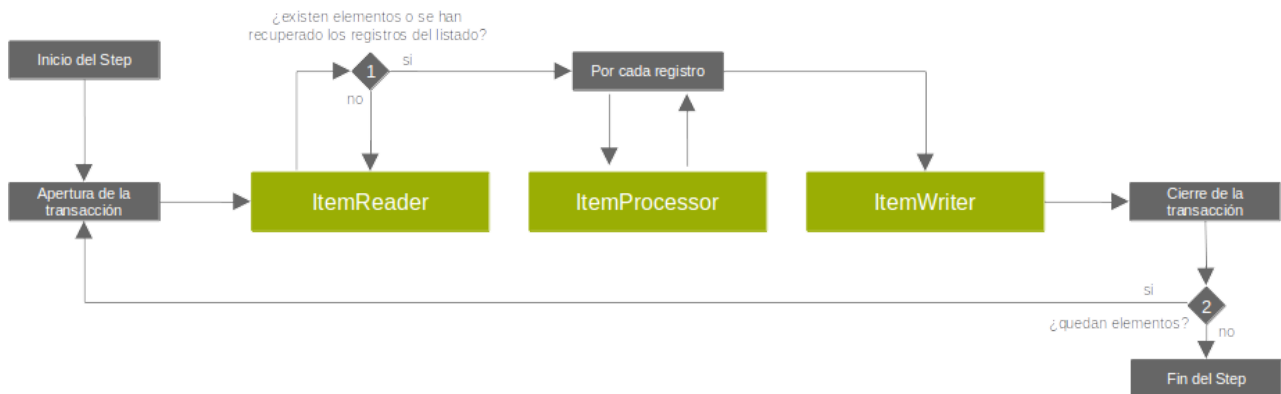 ¿existen elementos o se han
recuperado los registros del listado?
Inicio del Step
1
si
no
Por cada registro
Apertura de la
transacción
ItemReader
ItemProcessor
ItemWriter
Cierre de la
transacción
si
2
¿quedan elementos?
no
Fin del Step